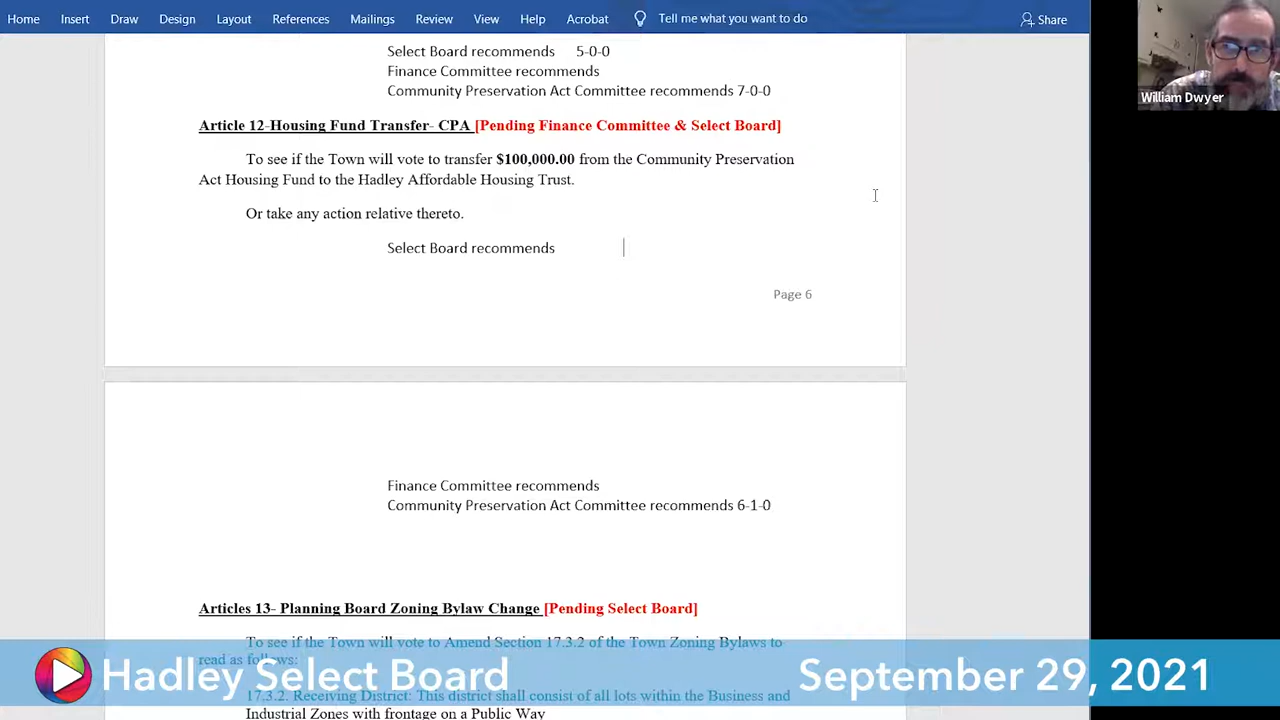 Home Insert Draw Design Layout References Mailings Review View Help Acrobat Tell me what you want to do Share
William Dwyer
Select Board recommends 5-0-0
Finance Committee recommends
Community Preservation Act Committee recommends 7-0-0
Article 12-Housing Fund Transfer- CPA [Pending Finance Committee & Select Board]
To see if the Town will vote to transfer $100,000.00 from the Community Preservation
Act Housing Fund to the Hadley Affordable Housing Trust.
Or take any action relative thereto.
Select Board recommends
Page 6
Finance Committee recommends
Community Preservation Act Committee recommends 6-1-0
Articles 13- Planning Board Zoning Bylaw Change [Pending Select Board]
To see if the Town will vote to Amend Section 17.3.2 of the Town Zoning Bylaws to
read as follows:
17.3.2. Receiving District: This district shall consist of all lots within the Business and
Industrial Zones with frontage on a Public Way
Hadley Select Board September 29, 2021